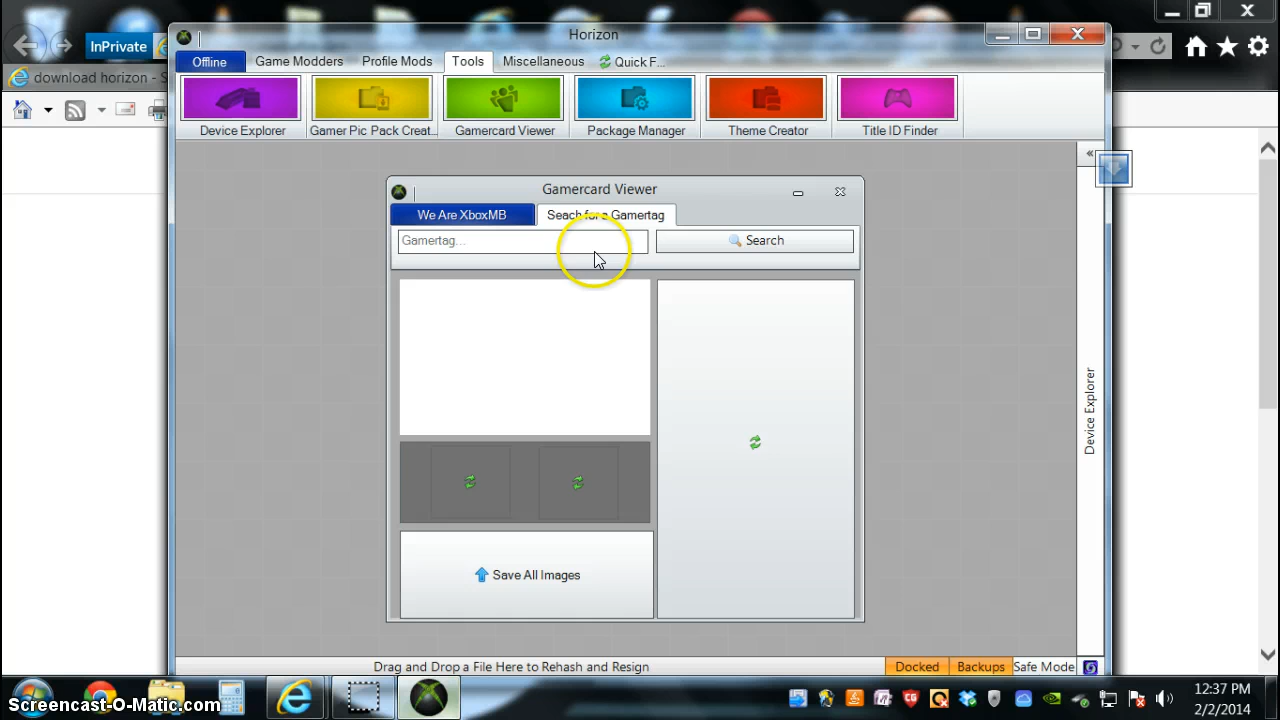 Horizon
InPrivate
Offline
Game Modders
Profile Mods
Tools
Miscellaneous
Quick F...
download horizon - S
Device Explorer
Gamer Pic Pack Creat...
Gamercard Viewer
Package Manager
Theme Creator
Title ID Finder
«
Gamercard Viewer
We Are XboxMB
Seach for a Gamertag
Gamertag...
Search
Device Explorer
Save All Images
Drag and Drop a File Here to Rehash and Resign
Docked
Backups
Safe Mode
12:37 PM
2/2/2014
Screencast-O-Matic.com